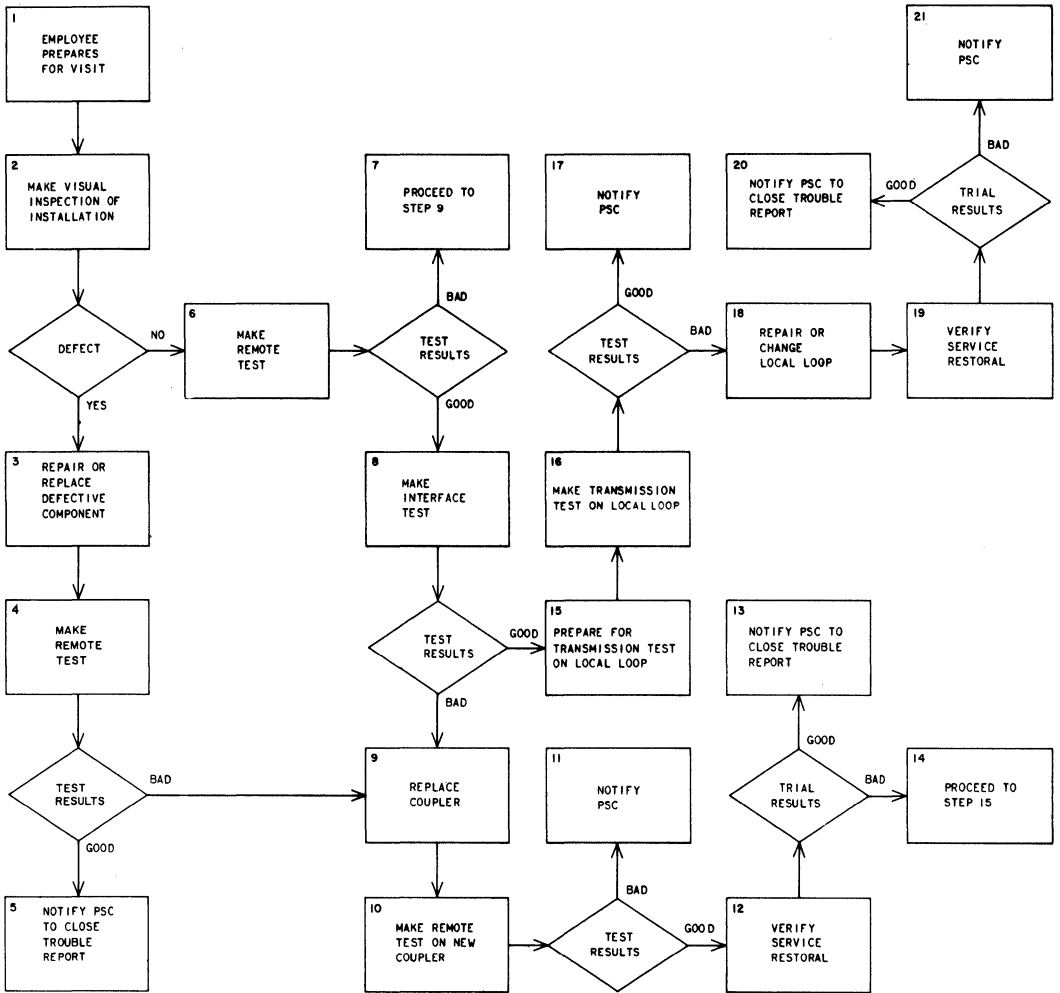 1
EMPLOYEE
PREPARES
FOR VISIT
2
MAKE VISUAL
INSPECTION OF
INSTALLATION
DEFECT
NO
YES
3
REPAIR OR
REPLACE
DEFECTIVE
COMPONENT
4
MAKE
REMOTE
TEST
TEST
RESULTS
BAD
GOOD
5
NOTIFY PSC
TO CLOSE
TROUBLE
REPORT
6
MAKE
REMOTE
TEST
7
PROCEED TO
STEP 9
BAD
TEST
RESULTS
GOOD
8
MAKE
INTERFACE
TEST
TEST
RESULTS
GOOD
BAD
9
REPLACE
COUPLER
10
MAKE REMOTE
TEST ON NEW
COUPLER
11
NOTIFY
PSC
BAD
TEST
RESULTS
GOOD
12
VERIFY
SERVICE
RESTORAL
13
NOTIFY PSC TO
CLOSE TROUBLE
REPORT
GOOD
TRIAL
RESULTS
BAD
14
PROCEED TO
STEP 15
15
PREPARE FOR
TRANSMISSION TEST
ON LOCAL LOOP
16
MAKE TRANSMISSION
TEST ON LOCAL LOOP
17
NOTIFY
PSC
GOOD
TEST
RESULTS
BAD
18
REPAIR OR
CHANGE
LOCAL LOOP
19
VERIFY
SERVICE
RESTORAL
20
NOTIFY PSC TO
CLOSE TROUBLE
REPORT
GOOD
TRIAL
RESULTS
BAD
21
NOTIFY
PSC